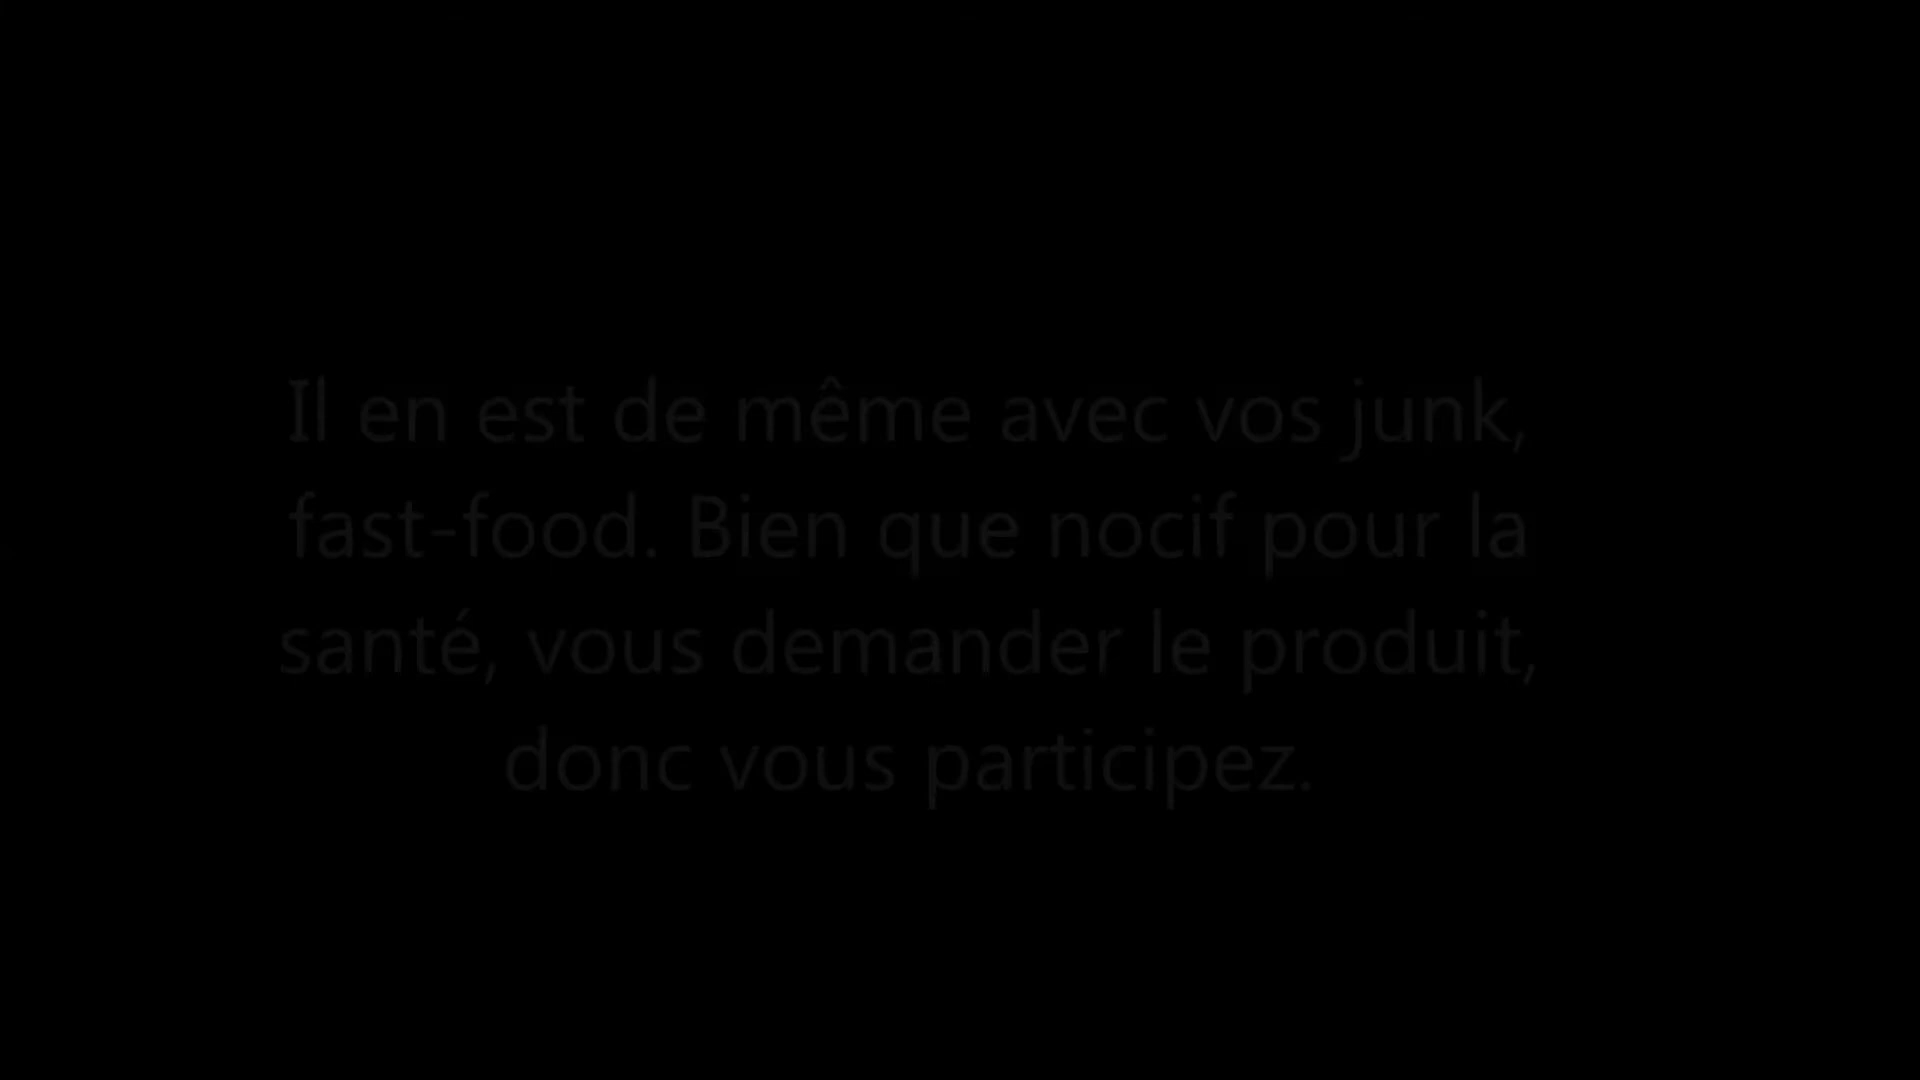 Il en est de même avec vos junk,
fast-food. Bien que nocif pour la
santé, vous demander le produit,
donc vous participez.